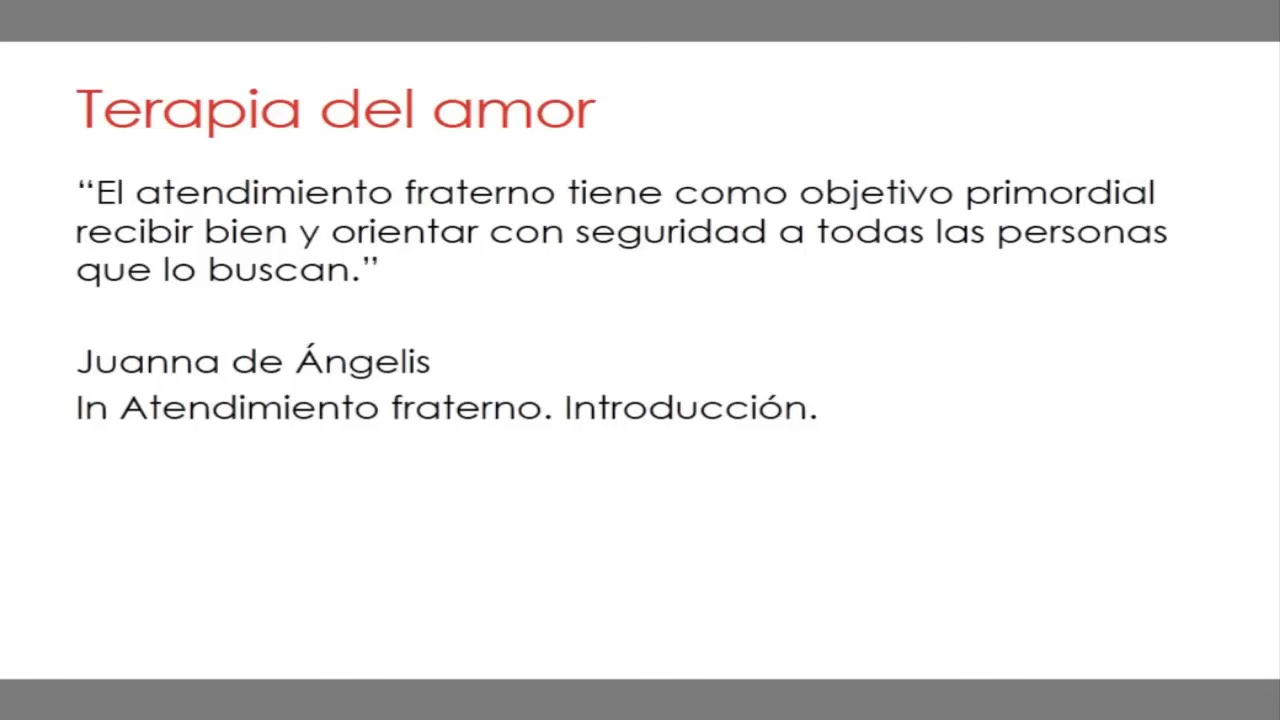 Terapia del amor
“El atendimiento fraterno tiene como objetivo primordial
recibir bien y orientar con seguridad a todas las personas
que lo buscan.”
Juanna de Ángelis
In Atendimiento fraterno. Introducción.